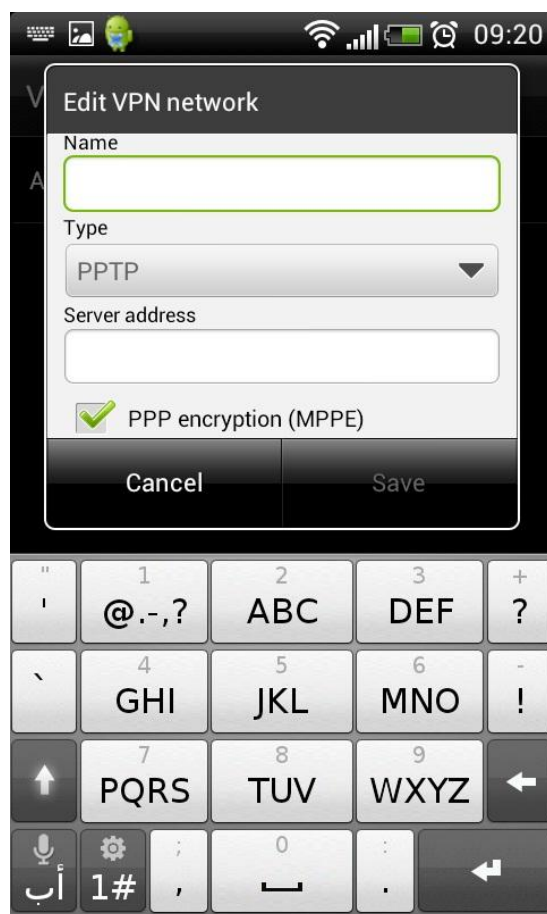 09:20
Edit VPN network
Name
Type
PPTP
Server address
PPP encryption (MPPE)
Cancel Save
" 1 2 3 +
' @.-,? ABC DEF ?
4 5 6 -
` GHI JKL MNO !
7 8 9
PQRS TUV WXYZ
; 0 :
أب 1# , .